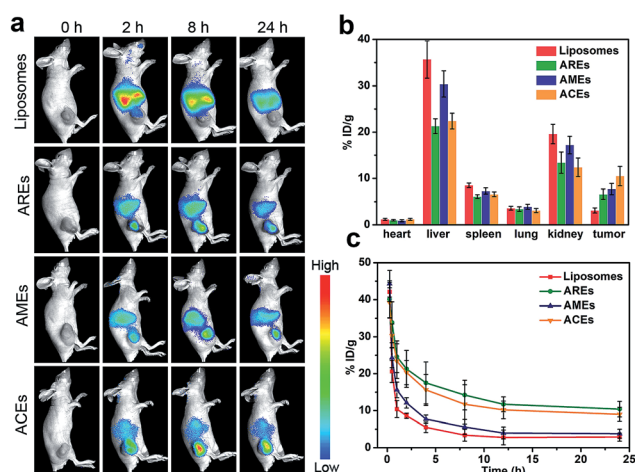 a
0 h 2 h 8 h 24 h
Liposomes
AREs
AMEs
ACEs
High
Low
b
% ID/g
40
30
20
10
0
Liposomes
AREs
AMEs
ACEs
heart liver spleen lung kidney tumor
c
% ID/g
50
40
30
20
10
0
Liposomes
AREs
AMEs
ACEs
0 5 10 15 20 25
Time (h)